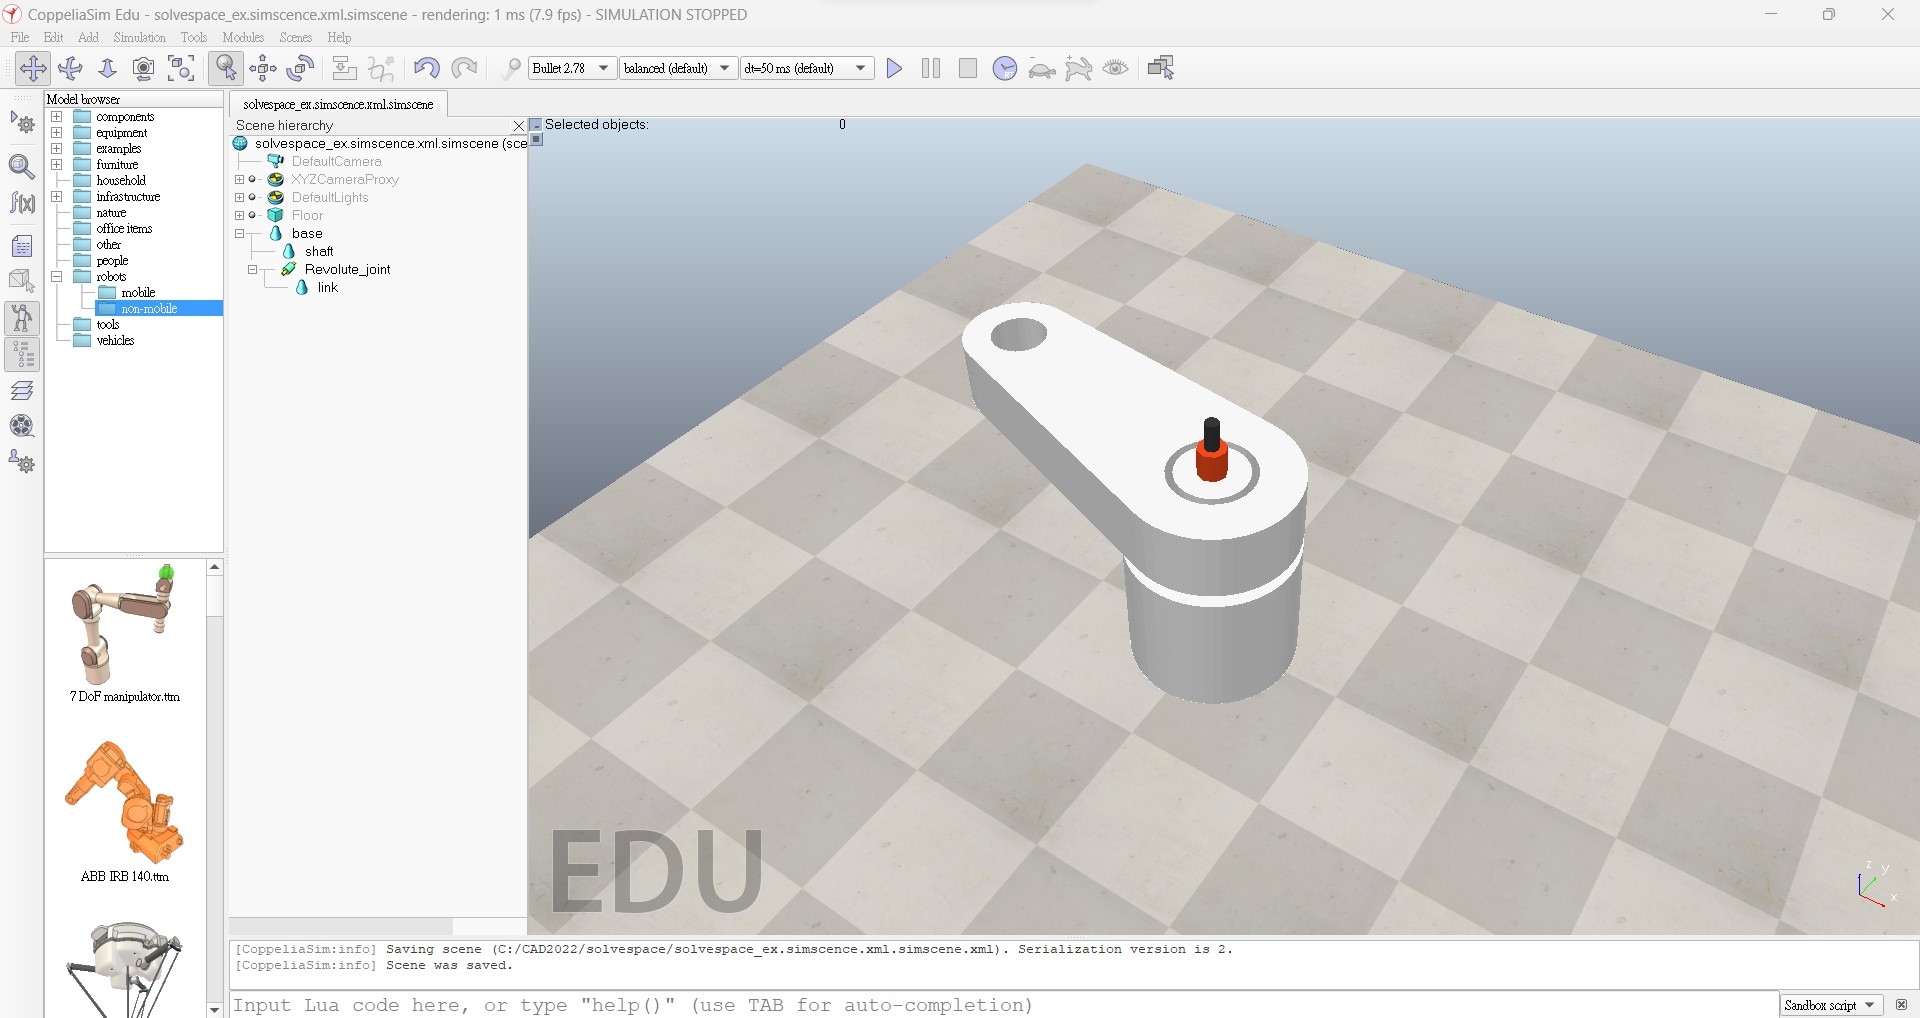 CoppeliaSim Edu - solvespace_ex.simscence.xml.simscene - rendering: 1 ms (7.9 fps) - SIMULATION STOPPED
File Edit Add Simulation Tools Modules Scenes Help
Bullet 2.78 balanced (default) dt=50 ms (default) RT
Model browser
components
equipment
examples
furniture
household
infrastructure
nature
office items
other
people
robots
mobile
non-mobile
tools
vehicles
7 DoF manipulator.ttm
ABB IRB 140.ttm
solvespace_ex.simscence.xml.simscene
Scene hierarchy
solvespace_ex.simscence.xml.simscene (sce
DefaultCamera
XYZCameraProxy
DefaultLights
Floor
base
shaft
Revolute_joint
link
Selected objects: 0
EDU
z y x
[CoppeliaSim:info] Saving scene (C:/CAD2022/solvespace/solvespace_ex.simscence.xml.simscene.xml). Serialization version is 2.
[CoppeliaSim:info] Scene was saved.
Input Lua code here, or type "help()" (use TAB for auto-completion)
Sandbox script
f(x)